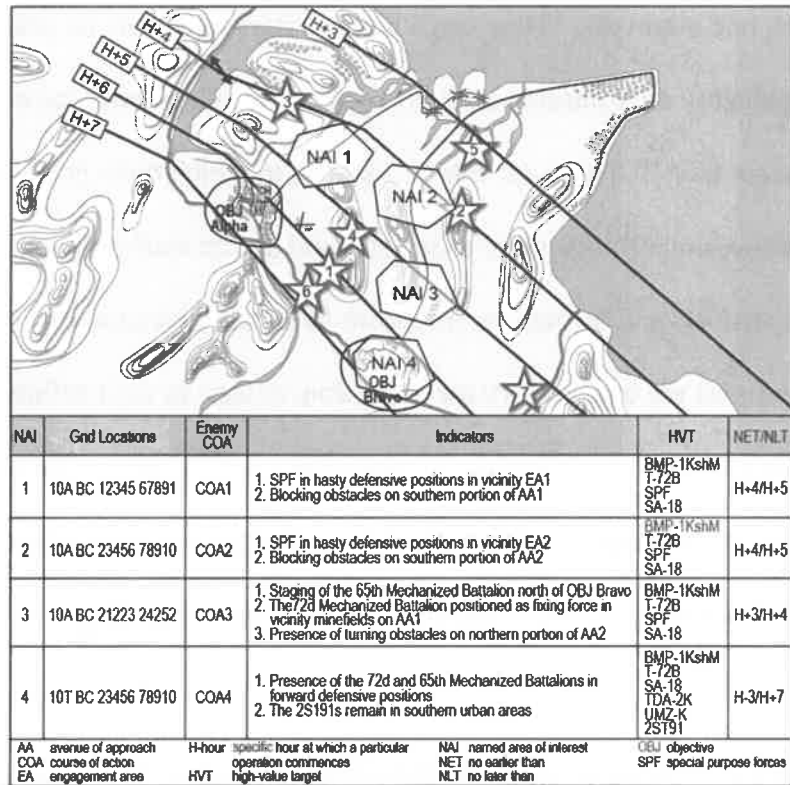 H+3
H+4
H+5
H+6
H+7
3
5
NAI 1
NAI 2
2
OBJ
Alpha
4
1
NAI 3
6
NAI 4
OBJ
Bravo
7
NAI Grid Locations Enemy COA Indicators HVT NET/NLT
1 10A BC 12345 67891 COA1
1. SPF in hasty defensive positions in vicinity EA1
2. Blocking obstacles on southern portion of AA1
BMP-1KshM
T-72B
SPF
SA-18
H+4/H+5
2 10A BC 23456 78910 COA2
1. SPF in hasty defensive positions in vicinity EA2
2. Blocking obstacles on southern portion of AA2
BMP-1KshM
T-72B
SPF
SA-18
H+4/H+5
3 10A BC 21223 24252 COA3
1. Staging of the 65th Mechanized Battalion north of OBJ Bravo
2. The72d Mechanized Battalion positioned as fixing force in
vicinity minefields on AA1
3. Presence of turning obstacles on northern portion of AA2
BMP-1KshM
T-72B
SPF
SA-18
H+3/H+4
4 10T BC 23456 78910 COA4
1. Presence of the 72d and 65th Mechanized Battalions in
forward defensive positions
2. The 2S191s remain in southern urban areas
BMP-1KshM
T-72B
SA-18
TDA-2K
UMZ-K
2ST91
H-3/H+7
AA avenue of approach
COA course of action
EA engagement area
H-hour specific hour at which a particular
operation commences
HVT high-value target
NAI named area of interest
NET no earlier than
NLT no later than
OBJ objective
SPF special purpose forces